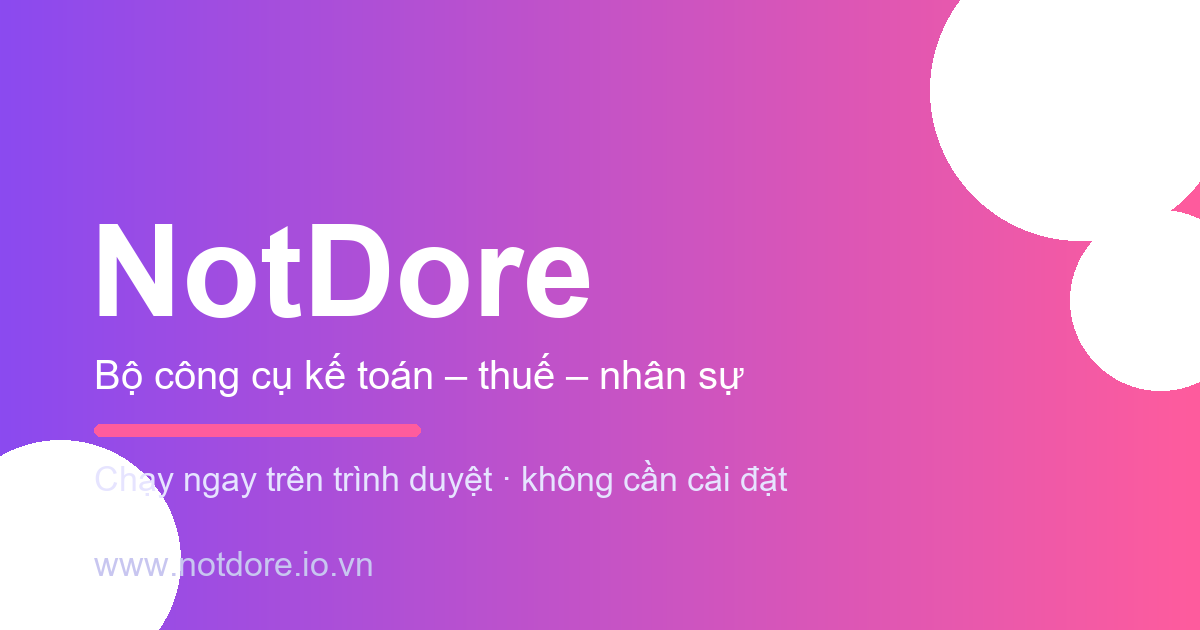 NotDore
Bộ công cụ kế toán – thuế – nhân sự
Chạy ngay trên trình duyệt · không cần cài đặt
www.notdore.io.vn